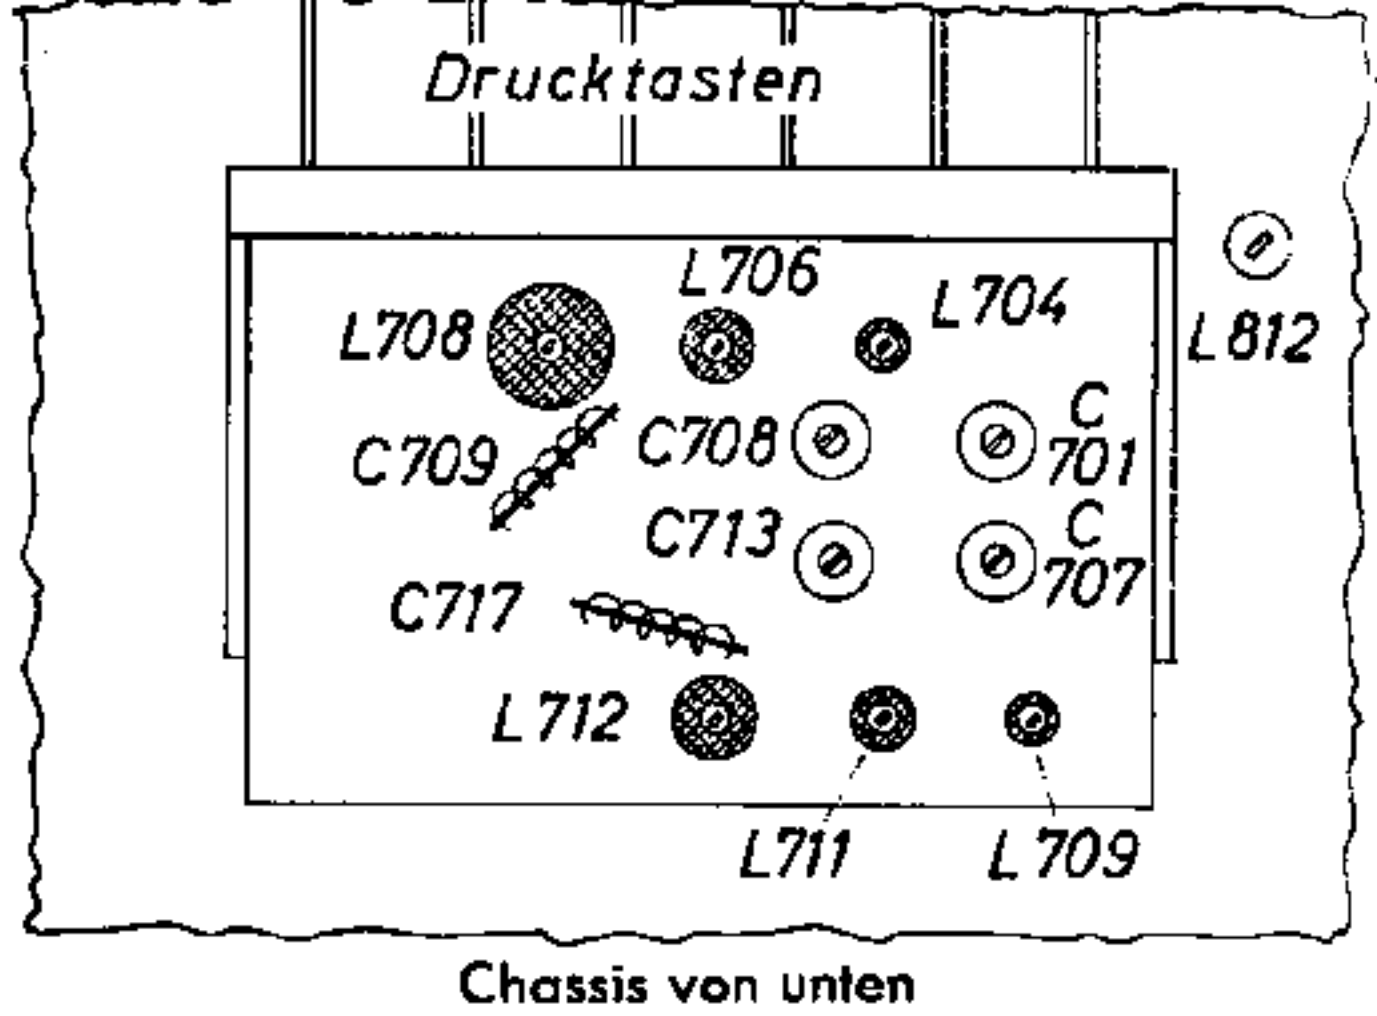 Drucktasten
L706
L704
L708
L812
C709
C708
C
701
C713
C
707
C717
L712
L711
L709
Chassis von unten